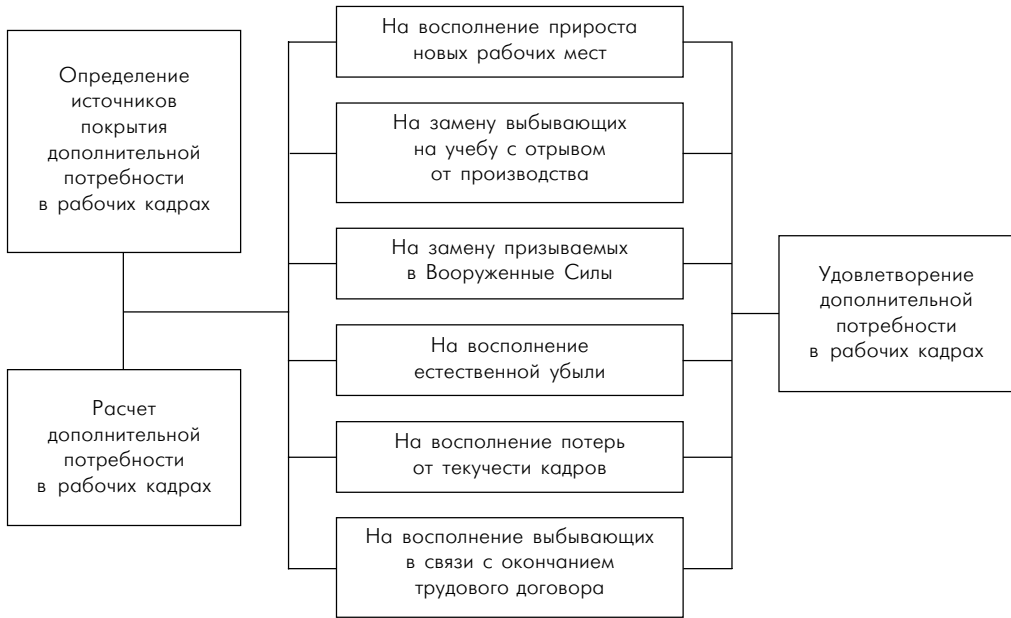 Определение
источников
покрытия
дополнительной
потребности
в рабочих кадрах
Расчет
дополнительной
потребности
в рабочих кадрах
На восполнение прироста
новых рабочих мест
На замену выбывающих
на учебу с отрывом
от производства
На замену призываемых
в Вооруженные Силы
На восполнение
естественной убыли
На восполнение потерь
от текучести кадров
На восполнение выбывающих
в связи с окончанием
трудового договора
Удовлетворение
дополнительной
потребности
в рабочих кадрах